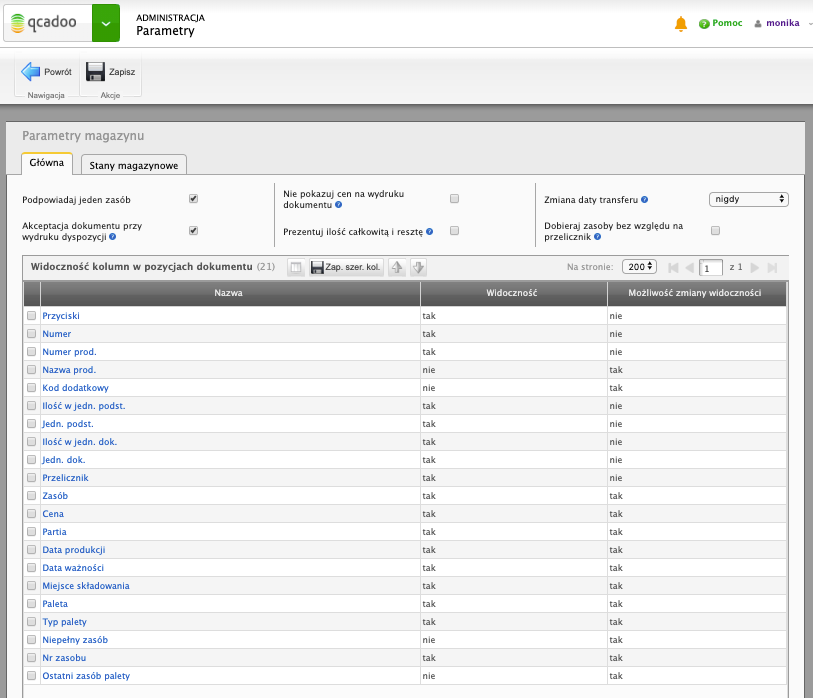 qcadoo
ADMINISTRACJA
Parametry
Pomoc
monika
Powrót
Zapisz
Nawigacja
Akcje
Parametry magazynu
Główna
Stany magazynowe
Podpowiadaj jeden zasób
Akceptacja dokumentu przy
wydruku dyspozycji
Nie pokazuj cen na wydruku
dokumentu
Prezentuj ilość całkowitą i resztę
Zmiana daty transferu
nigdy
Dobieraj zasoby bez względu na
przelicznik
Widoczność kolumn w pozycjach dokumentu (21)
Zap. szer. kol.
Na stronie: 200
1 z 1
Nazwa Widoczność Możliwość zmiany widoczności
Przyciski tak nie
Numer tak nie
Numer prod. tak nie
Nazwa prod. nie tak
Kod dodatkowy tak tak
Ilość w jedn. podst. tak nie
Jedn. podst. tak nie
Ilość w jedn. dok. tak nie
Jedn. dok. tak nie
Przelicznik tak nie
Zasób tak tak
Cena tak tak
Partia tak tak
Data produkcji tak tak
Data ważności tak tak
Miejsce składowania tak tak
Paleta tak tak
Typ palety tak tak
Niepełny zasób nie tak
Nr zasobu tak tak
Ostatni zasób palety nie tak